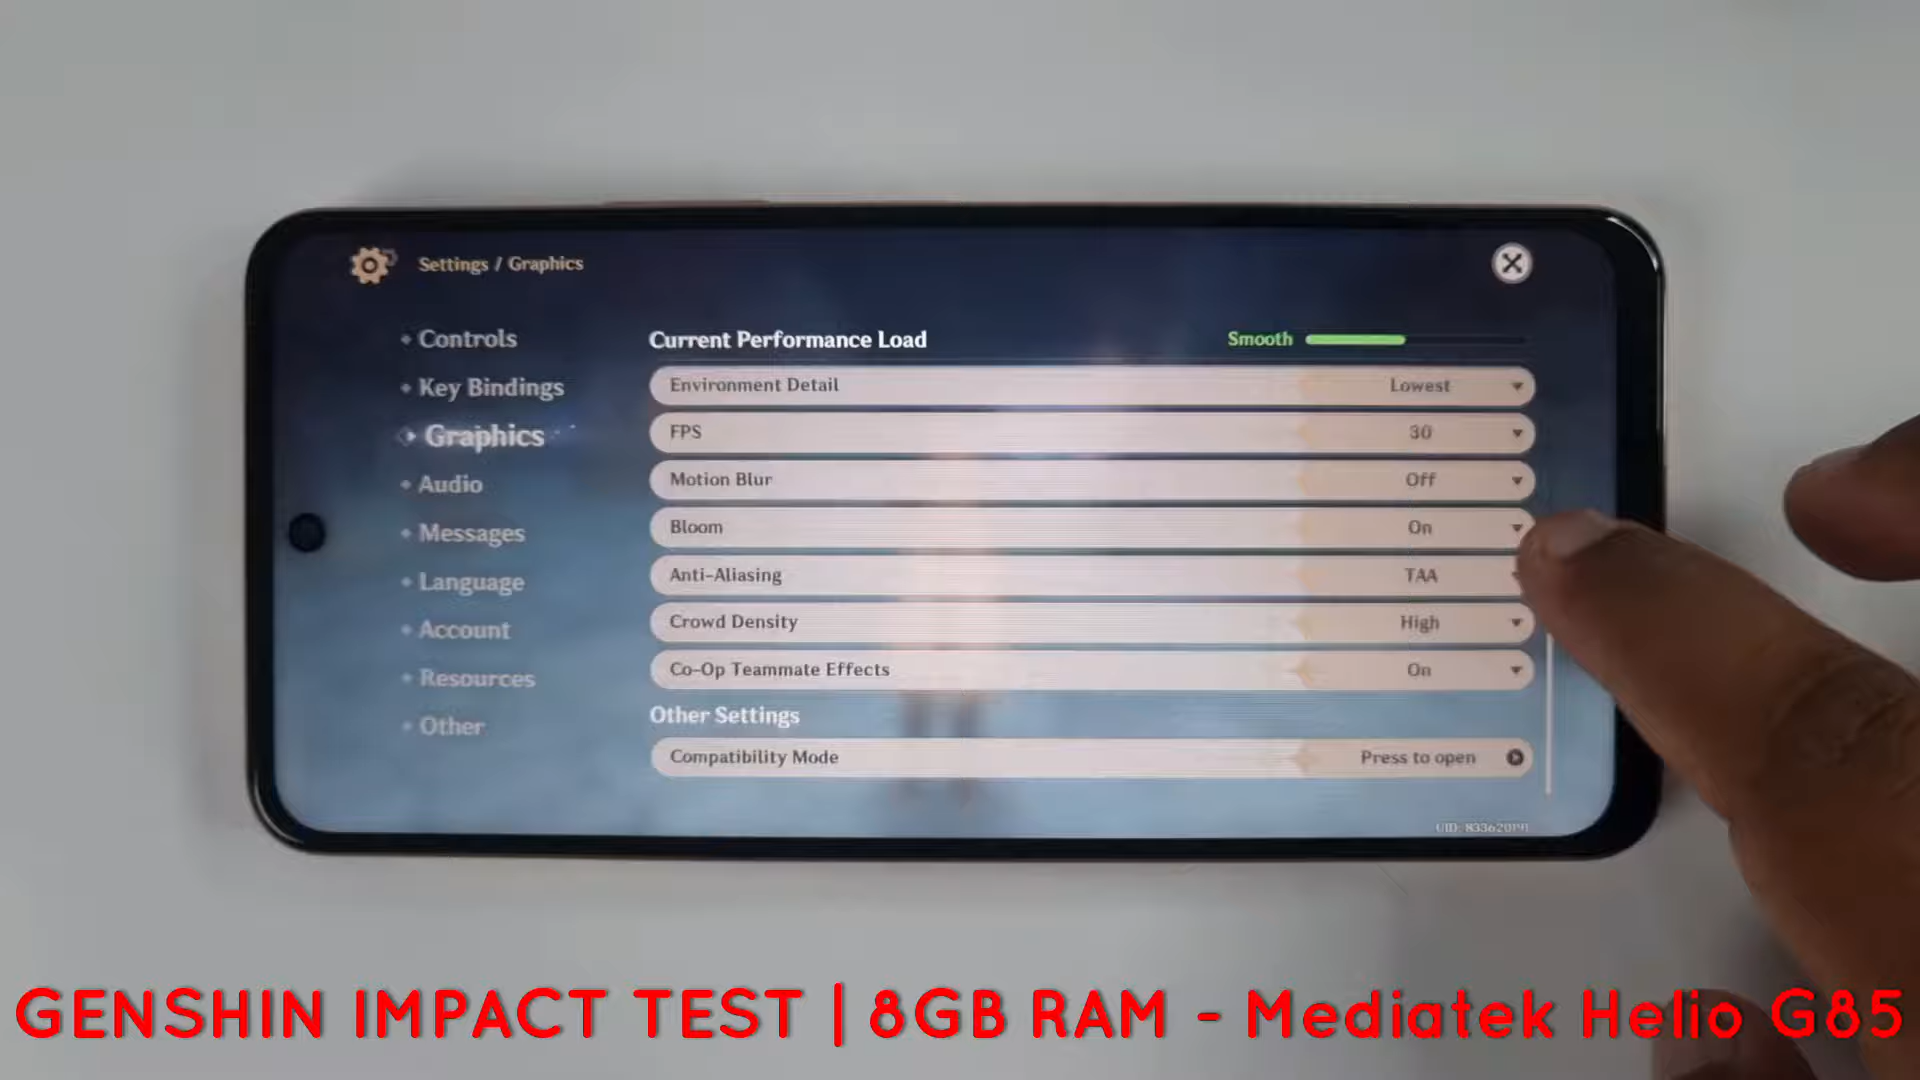 Settings / Graphics
Controls
Key Bindings
Graphics
Audio
Messages
Language
Account
Resources
Other
Current Performance Load Smooth
Environment Detail Lowest
FPS 30
Motion Blur Off
Bloom On
Anti-Aliasing TAA
Crowd Density High
Co-Op Teammate Effects On
Other Settings
Compatibility Mode Press to open
UID: 833620191
GENSHIN IMPACT TEST | 8GB RAM - Mediatek Helio G85